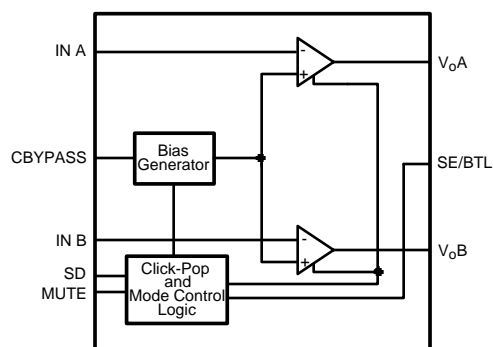 IN A
-
+
VoA
CBYPASS
Bias
Generator
SE/BTL
IN B
-
+
VoB
SD
MUTE
Click-Pop
and
Mode Control
Logic